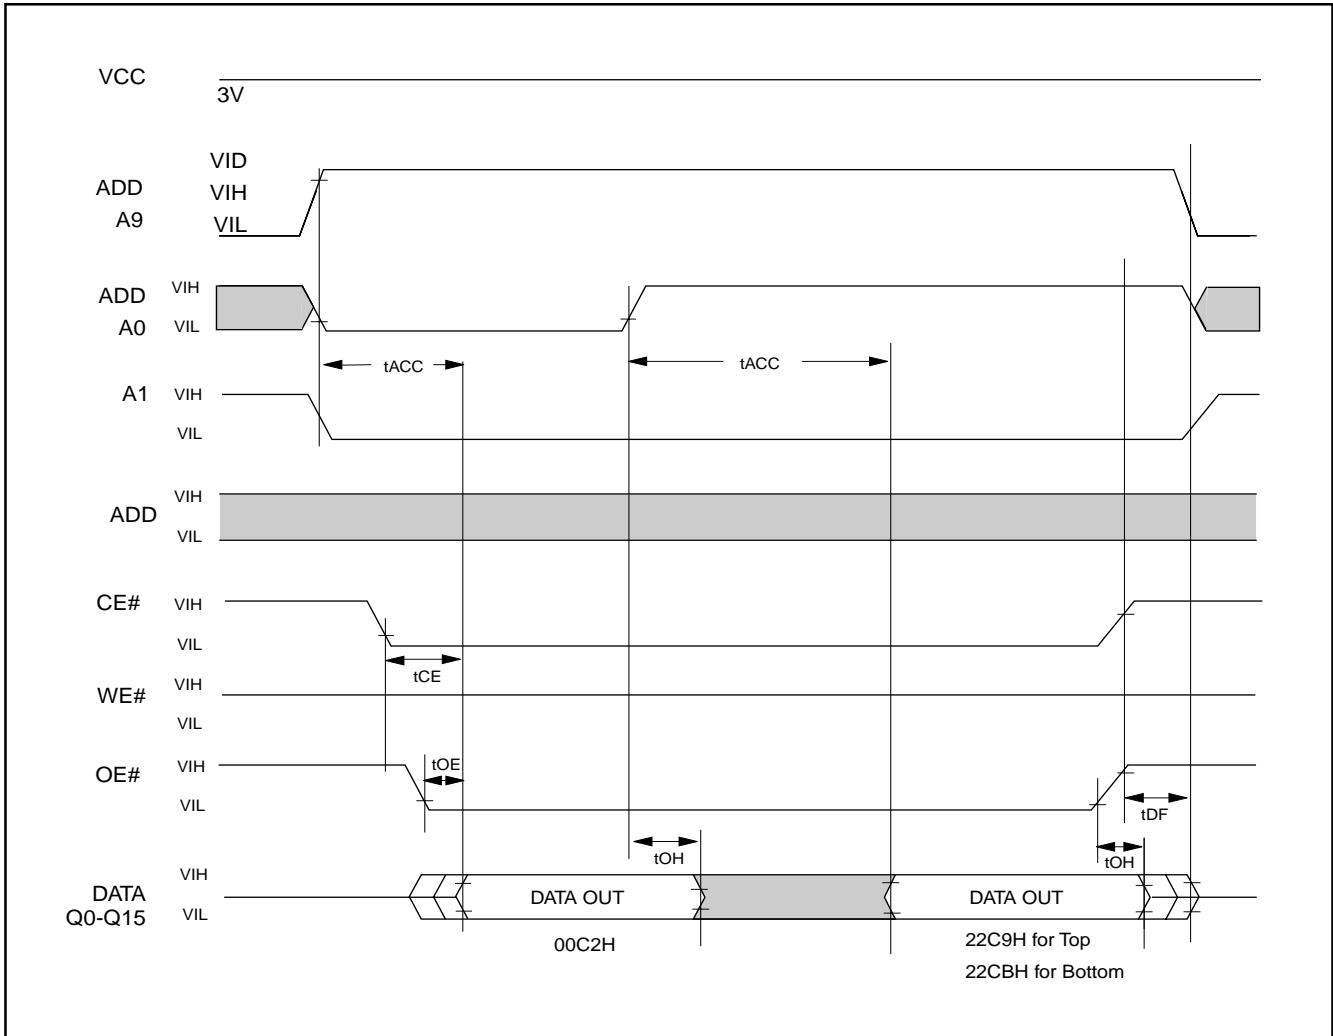 VCC
3V
ADD
A9
VID
VIH
VIL
ADD
A0
VIH
VIL
tACC
tACC
A1
VIH
VIL
ADD
VIH
VIL
CE#
VIH
VIL
tCE
WE#
VIH
VIL
OE#
VIH
VIL
tOE
tDF
tOH
tOH
DATA
Q0-Q15
VIH
VIL
DATA OUT
DATA OUT
00C2H
22C9H for Top
22CBH for Bottom